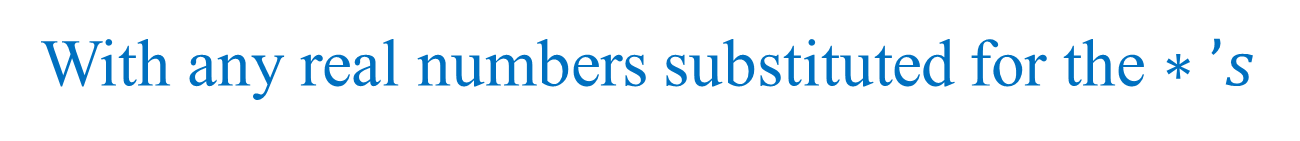 With any real numbers substituted for the * ’s